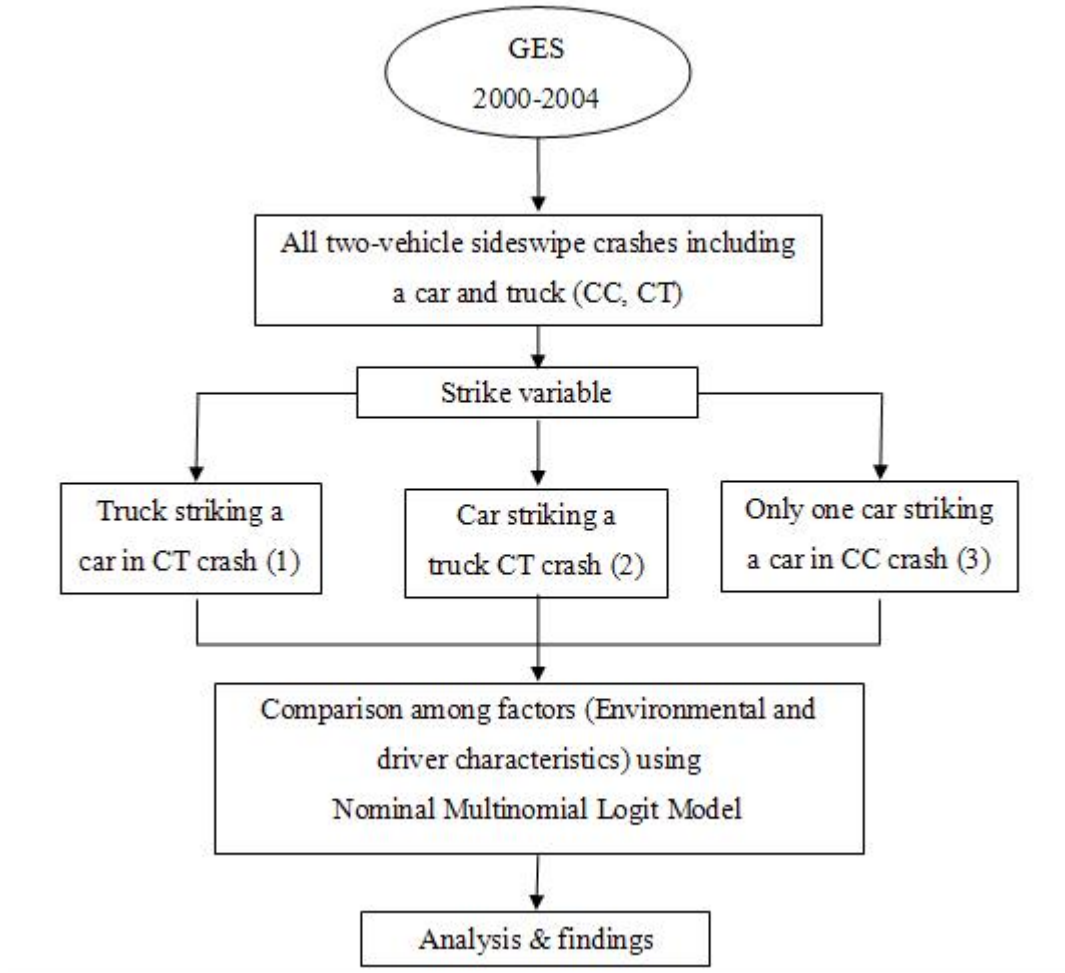 GES
2000-2004
All two-vehicle sideswipe crashes including
a car and truck (CC, CT)
Strike variable
Truck striking a
car in CT crash (1)
Car striking a
truck CT crash (2)
Only one car striking
a car in CC crash (3)
Comparison among factors (Environmental and
driver characteristics) using
Nominal Multinomial Logit Model
Analysis & findings